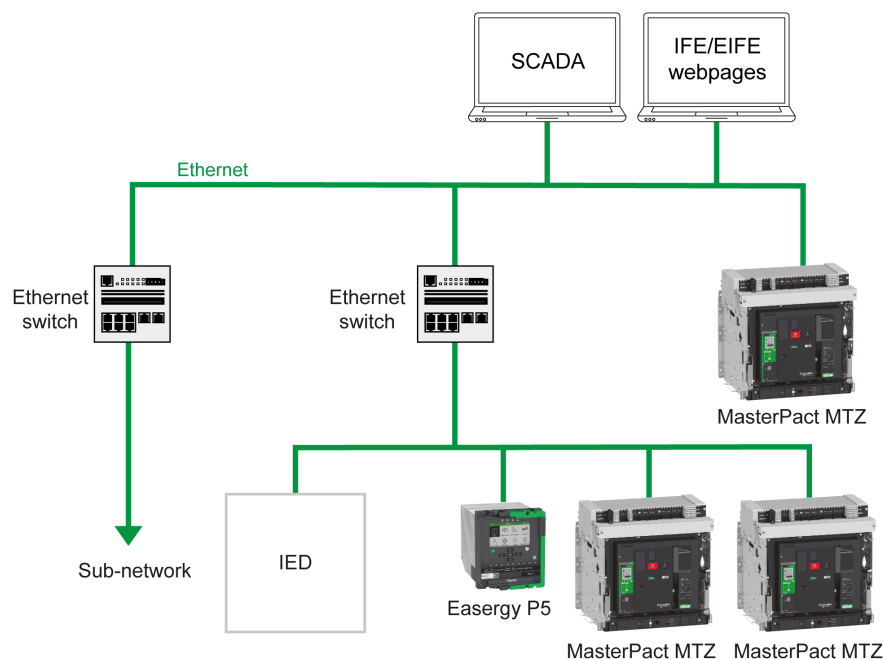 SCADA
IFE/EIFE
webpages
Ethernet
Ethernet
switch
Ethernet
switch
MasterPact MTZ
Sub-network
IED
Easergy P5
MasterPact MTZ
MasterPact MTZ